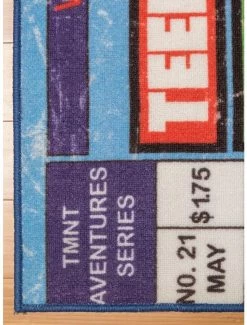 TEE
TMNT
AVENTURES
SERIES
NO. 21 $1.75
MAY